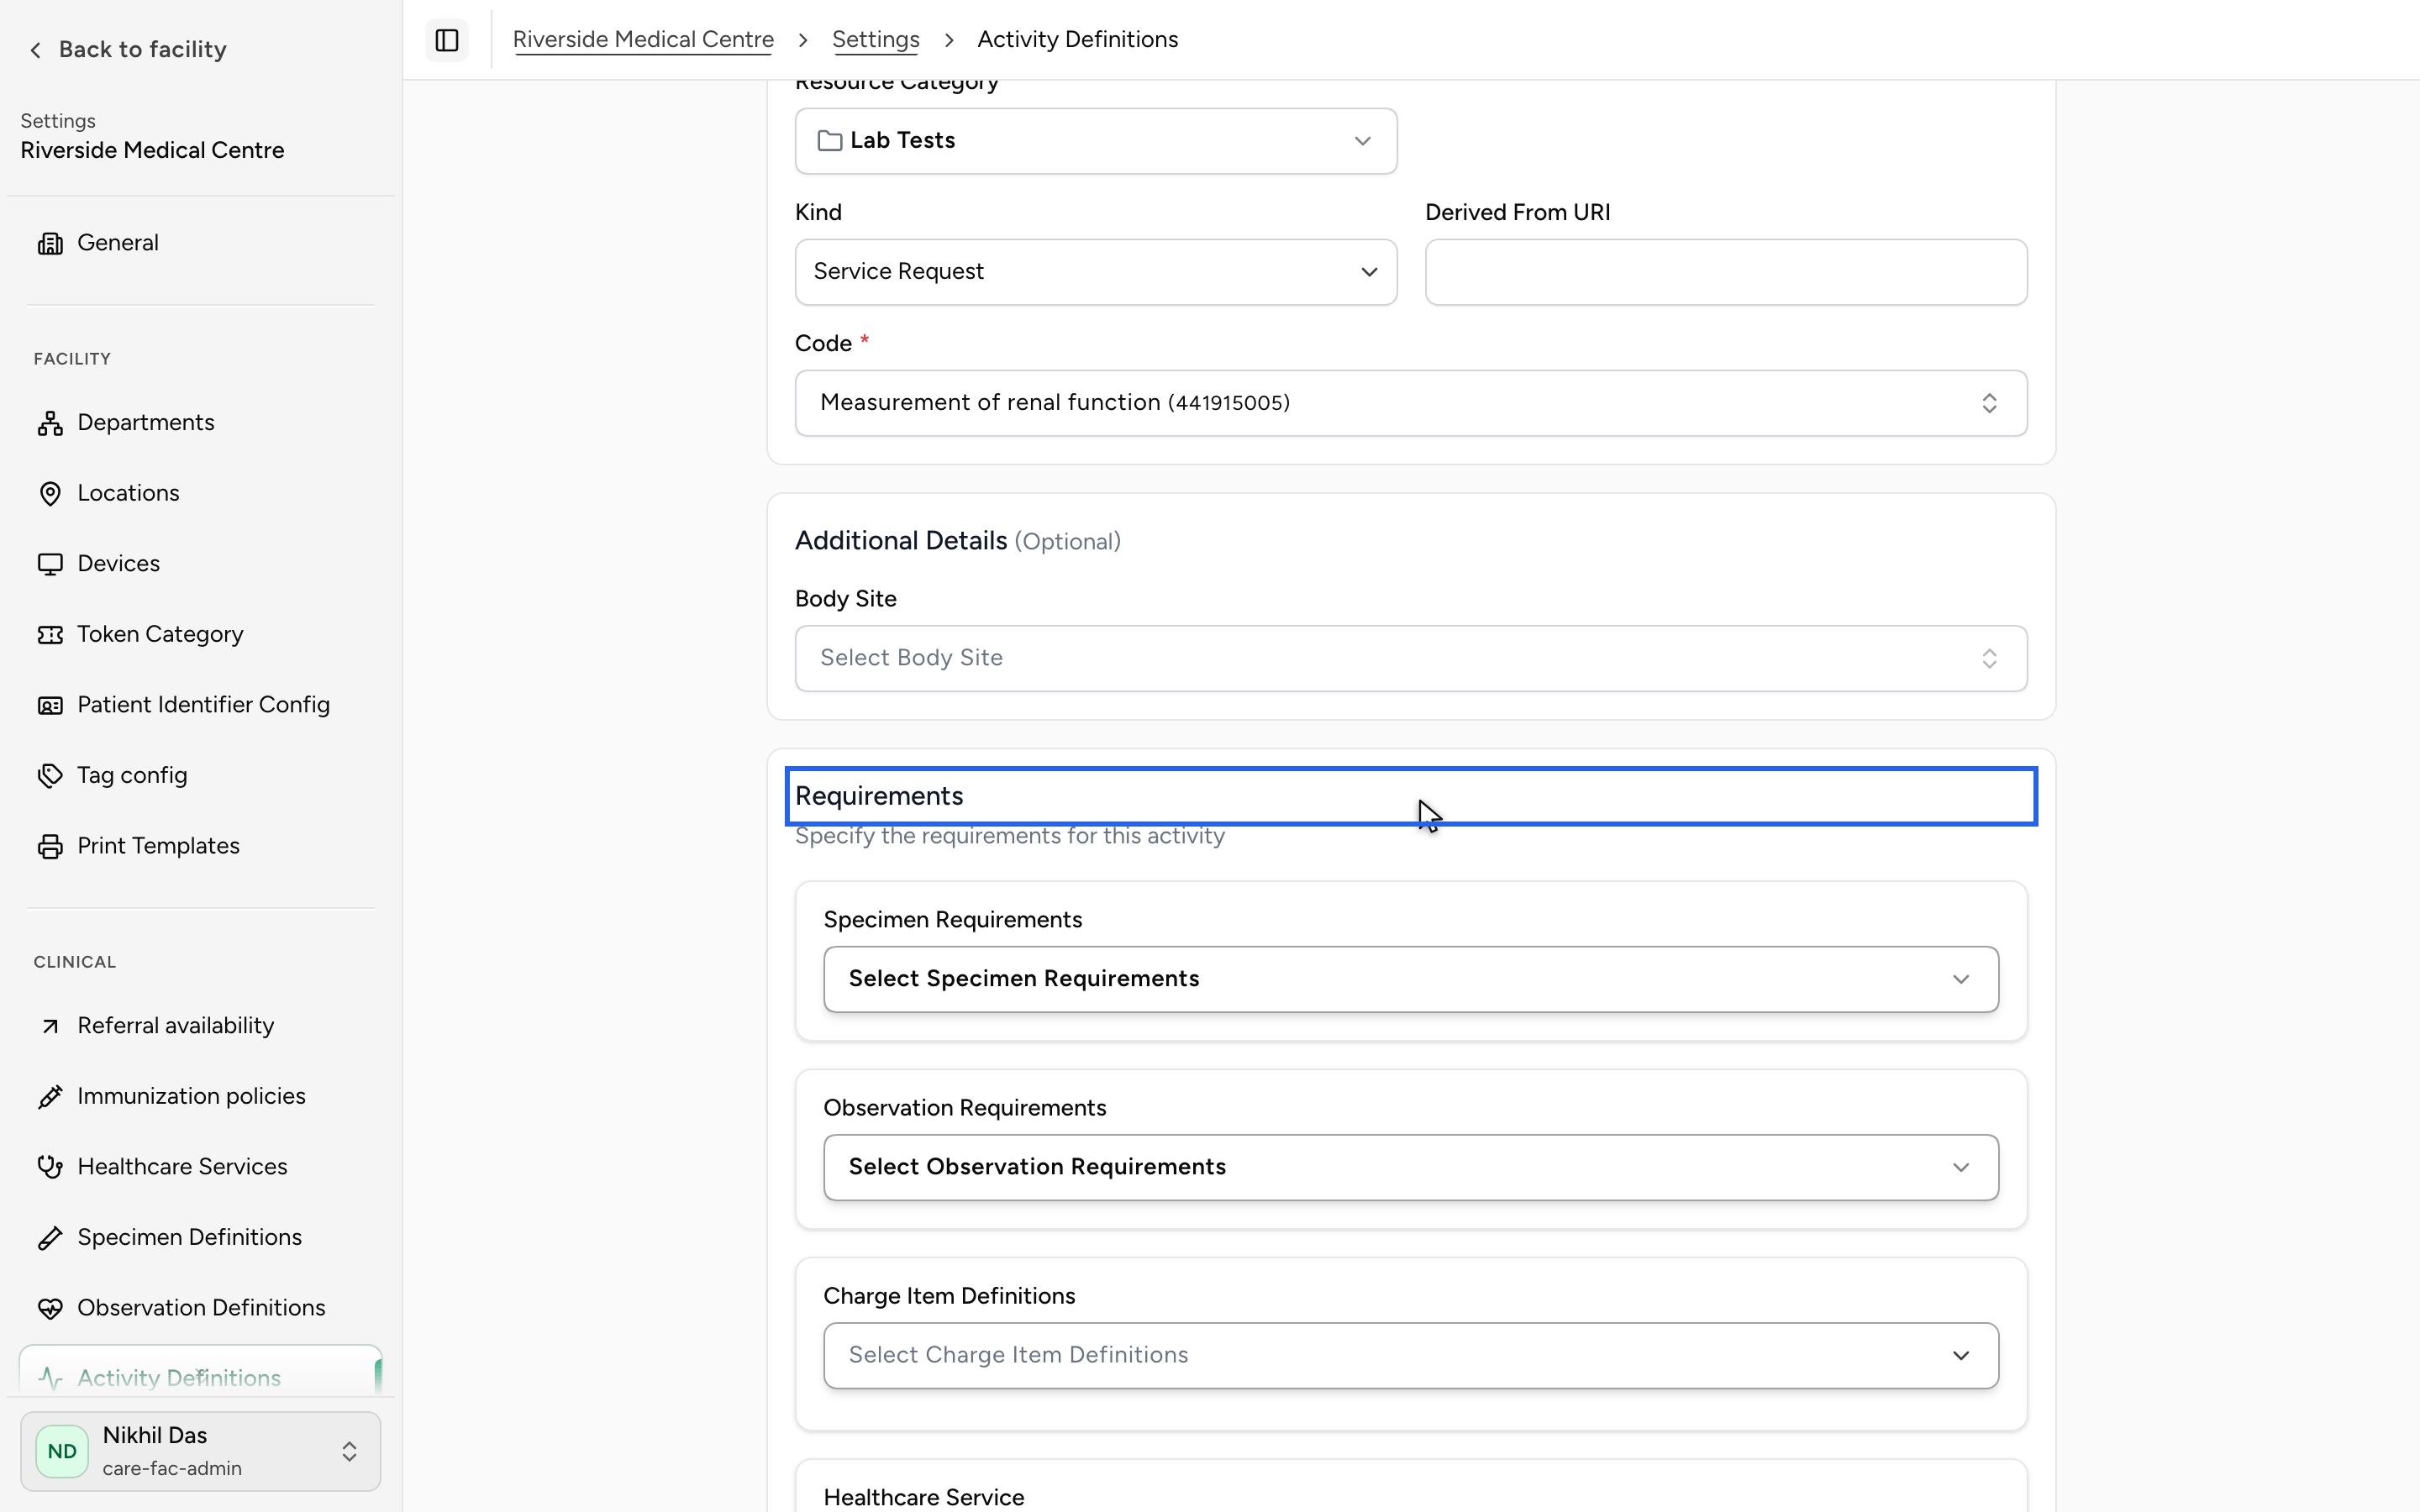 Back to facility
Settings
Riverside Medical Centre
General
FACILITY
Departments
Locations
Devices
Token Category
Patient Identifier Config
Tag config
Print Templates
CLINICAL
Referral availability
Immunization policies
Healthcare Services
Specimen Definitions
Observation Definitions
Activity Definitions
ND
Nikhil Das
care-fac-admin
Riverside Medical Centre > Settings > Activity Definitions
Resource Category
Lab Tests
Kind
Derived From URI
Service Request
Code *
Measurement of renal function (441915005)
Additional Details (Optional)
Body Site
Select Body Site
Requirements
Specify the requirements for this activity
Specimen Requirements
Select Specimen Requirements
Observation Requirements
Select Observation Requirements
Charge Item Definitions
Select Charge Item Definitions
Healthcare Service